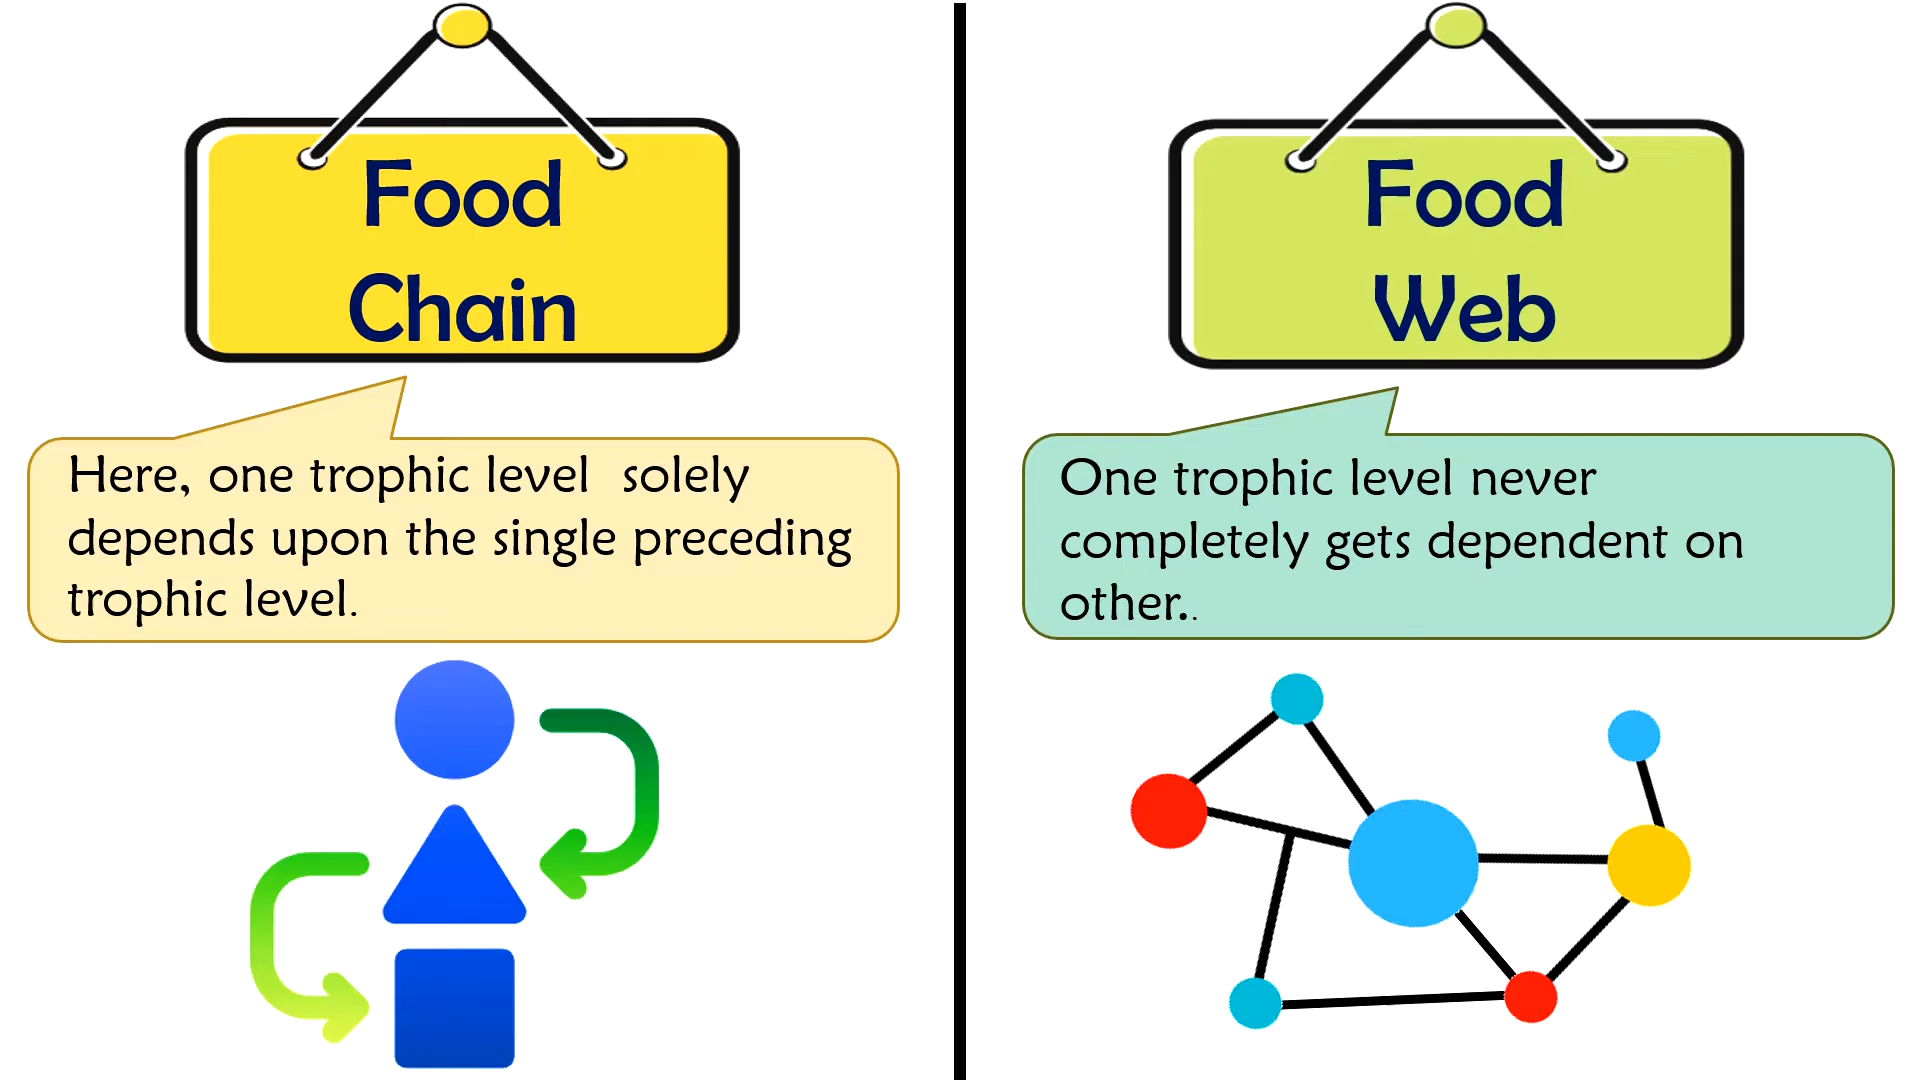 Food
Chain
Here, one trophic level  solely
depends upon the single preceding
trophic level.
Food
Web
One trophic level never
completely gets dependent on
other..